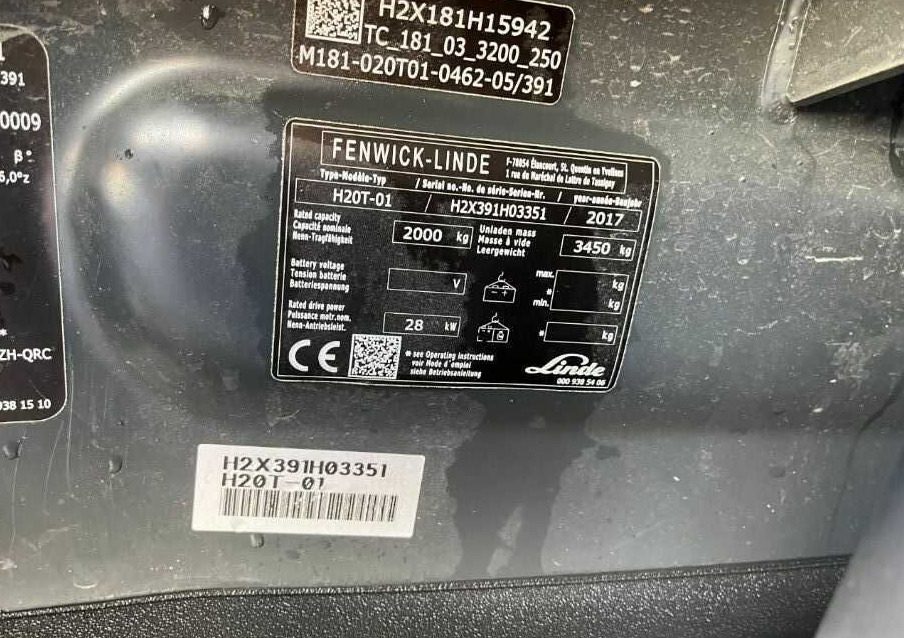 H2X181H15942
TC_181_03_3200_250
M181-020T01-0462-05/391
391
0009
β°
6,0°z
*
ZH-QRC
938 15 10
FENWICK-LINDE
F-78854 Élancourt, St. Quentin en Yvelines
1 rue du Maréchal de Lattre de Tassigny
Type-Modèle-Typ / Serial no.-No. de série-Serien-Nr. / year-année-Baujahr
H20T-01 / H2X391H03351 / 2017
Rated capacity
Capacité nominale
Nenn-Tragfähigkeit
2000 kg
Unladen mass
Masse à vide
Leergewicht
3450 kg
Battery voltage
Tension batterie
Batteriespannung
V
- +
max. kg
*
min. kg
Rated drive power
Puissance motr.nom.
Nenn-Antriebsleist.
28 kW
* kg
CE
* see Operating instructions
voir Mode d'emploi
siehe Betriebsanleitung
Linde
000 938 54 08
H2X391H03351
H20T-01